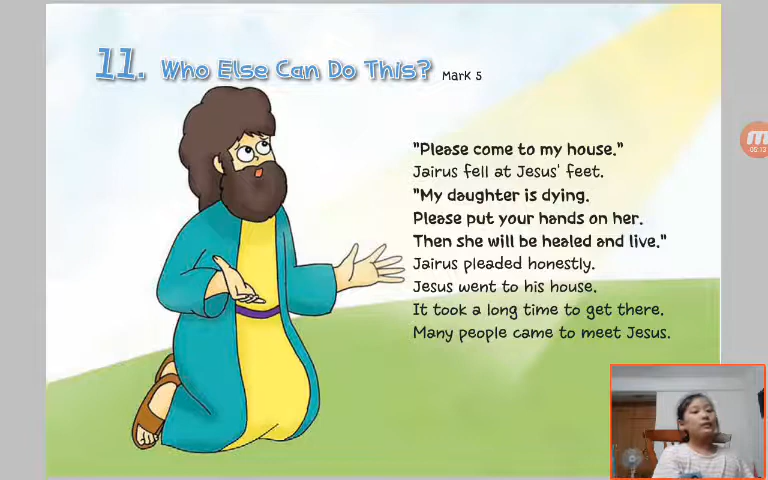 11. Who Else Can Do This? Mark 5
"Please come to my house."
Jairus fell at Jesus' feet.
"My daughter is dying.
Please put your hands on her.
Then she will be healed and live."
Jairus pleaded honestly.
Jesus went to his house.
It took a long time to get there.
Many people came to meet Jesus.
M
05:13